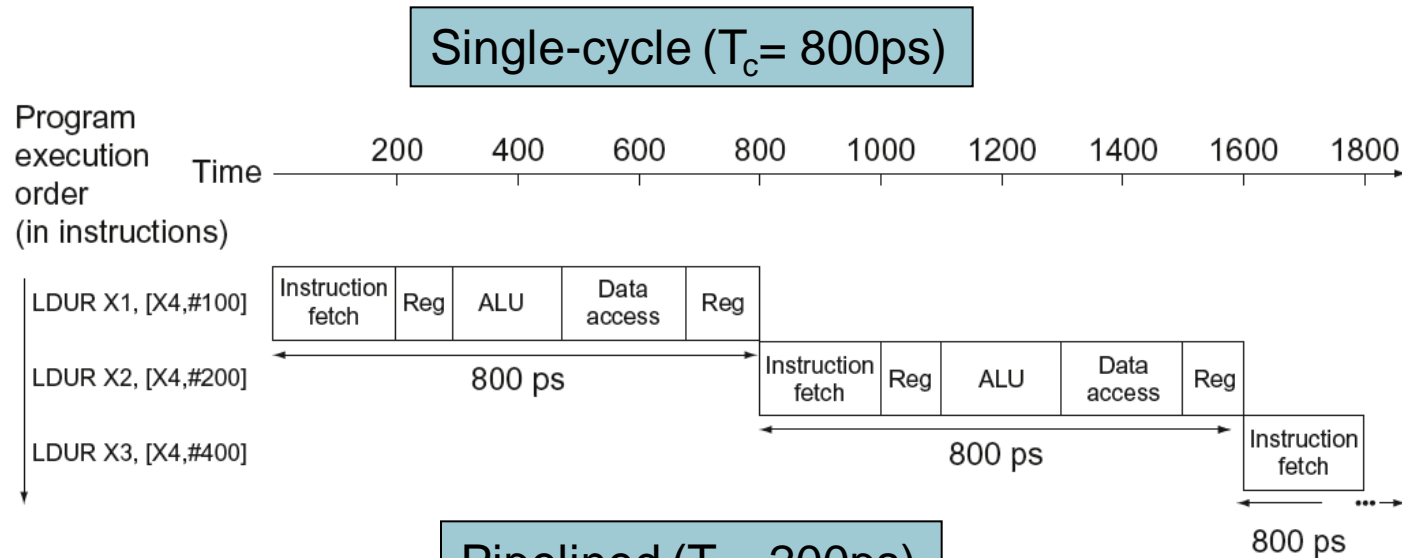 Single-cycle (Tc= 800ps)
Program
execution
order
(in instructions)
Time
200 400 600 800 1000 1200 1400 1600 1800
LDUR X1, [X4,#100]
Instruction
fetch
Reg
ALU
Data
access
Reg
800 ps
LDUR X2, [X4,#200]
Instruction
fetch
Reg
ALU
Data
access
Reg
800 ps
LDUR X3, [X4,#400]
Instruction
fetch
...
800 ps
Pipelined (T 200ps)